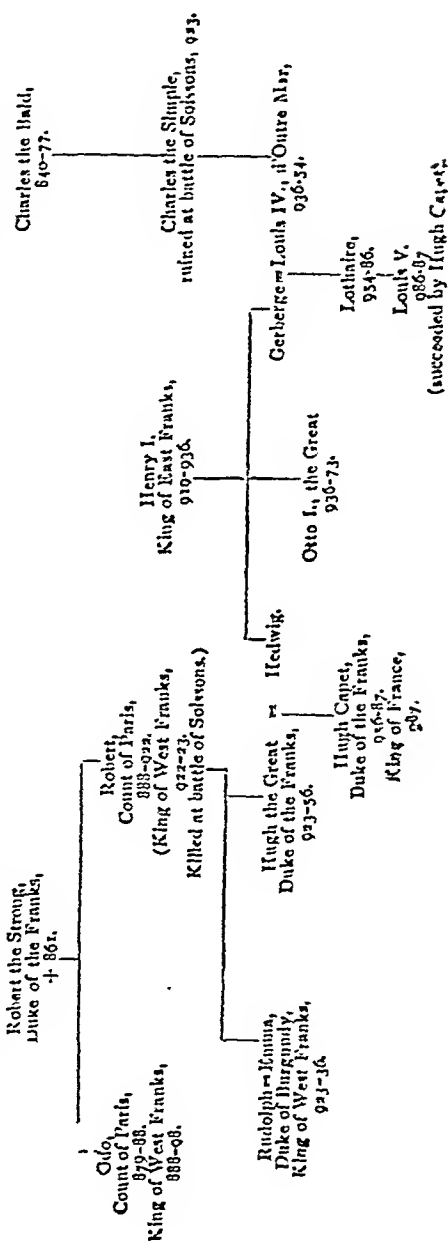 Robert the Strong,
Duke of the Franks,
+ 861.
Odo,
Count of Paris,
879-88.
King of West Franks,
888-98.
Robert,
Count of Paris,
888-922.
(King of West Franks,
922-23.
Killed at battle of Soissons.)
Rudolph = Emma,
Duke of Burgundy,
King of West Franks,
923-36.
Hugh the Great
Duke of the Franks,
923-56.
=
Hedwig.
Hugh Capet,
Duke of the Franks,
956-87.
King of France,
987.
Henry I.
King of East Franks,
919-936.
Otto I., the Great
936-73.
Charles the Bald,
840-77.
Charles the Simple,
ruined at battle of Soissons, 923.
Gerberge = Louis IV., d'Outre Mer,
936-54.
Lothaire,
954-86.
Louis V.
986-87
(succeeded by Hugh Capet)